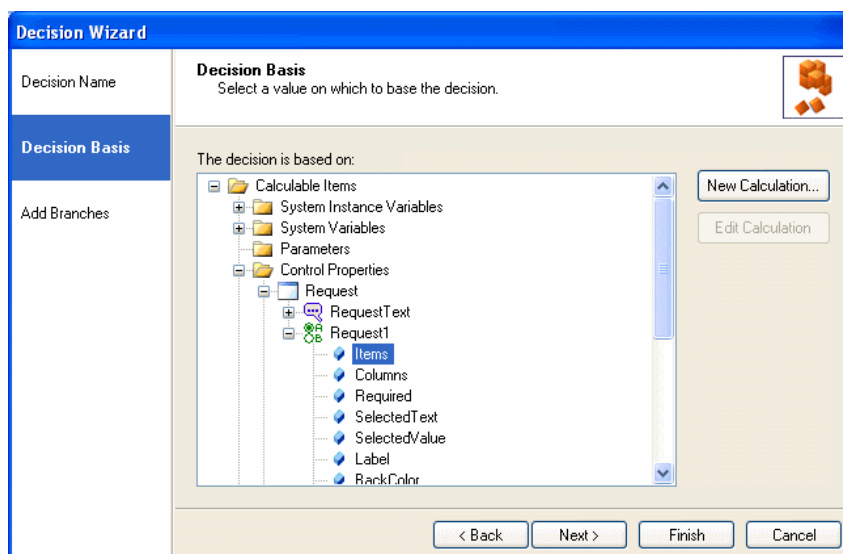 Decision Wizard
Decision Name
Decision Basis
Add Branches
Decision Basis
Select a value on which to base the decision.
The decision is based on:
Calculable Items
System Instance Variables
System Variables
Parameters
Control Properties
Request
RequestText
Request1
Items
Columns
Required
SelectedText
SelectedValue
Label
BackColor
New Calculation...
Edit Calculation
< Back
Next >
Finish
Cancel